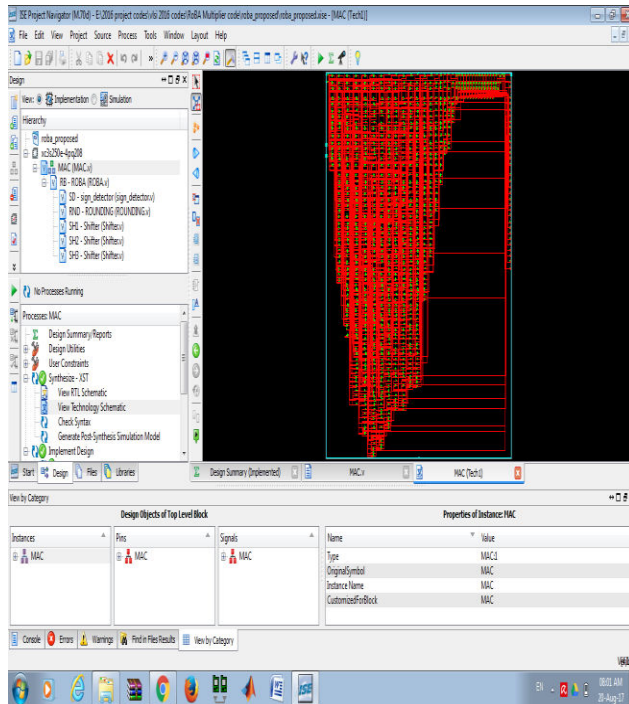 ISE Project Navigator (M.70d) - E:\2016 project codes\vlsi 2016 codes\RoBA Multiplier code\roba_proposed\roba_proposed.xise - [MAC (Tech1)]
File Edit View Project Source Process Tools Window Layout Help
Design
View: Implementation Simulation
Hierarchy
roba_proposed
xc3s250e-4pq208
MAC (MAC.v)
RB - ROBA (ROBA.v)
SD - sign_detector (sign_detector.v)
RND - ROUNDING (ROUNDING.v)
SH1 - Shifter (Shifter.v)
SH2 - Shifter (Shifter.v)
SH3 - Shifter (Shifter.v)
No Processes Running
Processes: MAC
Design Summary/Reports
Design Utilities
User Constraints
Synthesize - XST
View RTL Schematic
View Technology Schematic
Check Syntax
Generate Post-Synthesis Simulation Model
Implement Design
Start Design Files Libraries
Design Summary (Implemented) MAC.v MAC (Tech1)
View by Category
Design Objects of Top Level Block Properties of Instance: MAC
Instances Pins Signals Name Value
MAC MAC MAC Type MAC:1
OriginalSymbol MAC
Instance Name MAC
CustomizedForBlock MAC
Console Errors Warnings Find in Files Results View by Category
EN 08:01 AM
20-Aug-17